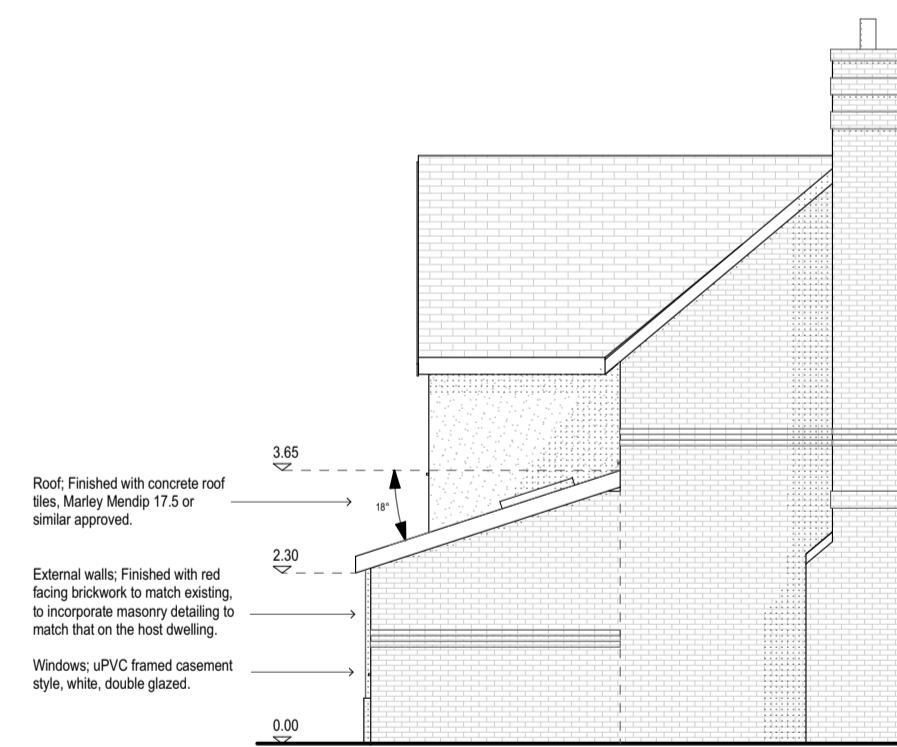 3.65
Roof; Finished with concrete roof
tiles, Marley Mendip 17.5 or
similar approved.
18°
2.30
External walls; Finished with red
facing brickwork to match existing,
to incorporate masonry detailing to
match that on the host dwelling.
Windows; uPVC framed casement
style, white, double glazed.
0.00